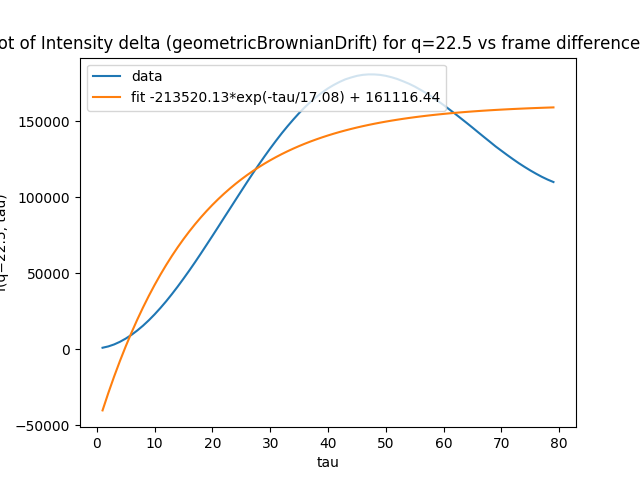 ot of Intensity delta (geometricBrownianDrift) for q=22.5 vs frame difference
data
fit -213520.13*exp(-tau/17.08) + 161116.44
150000
100000
50000
0
−50000
(q=22.5, tau)
0 10 20 30 40 50 60 70 80
tau